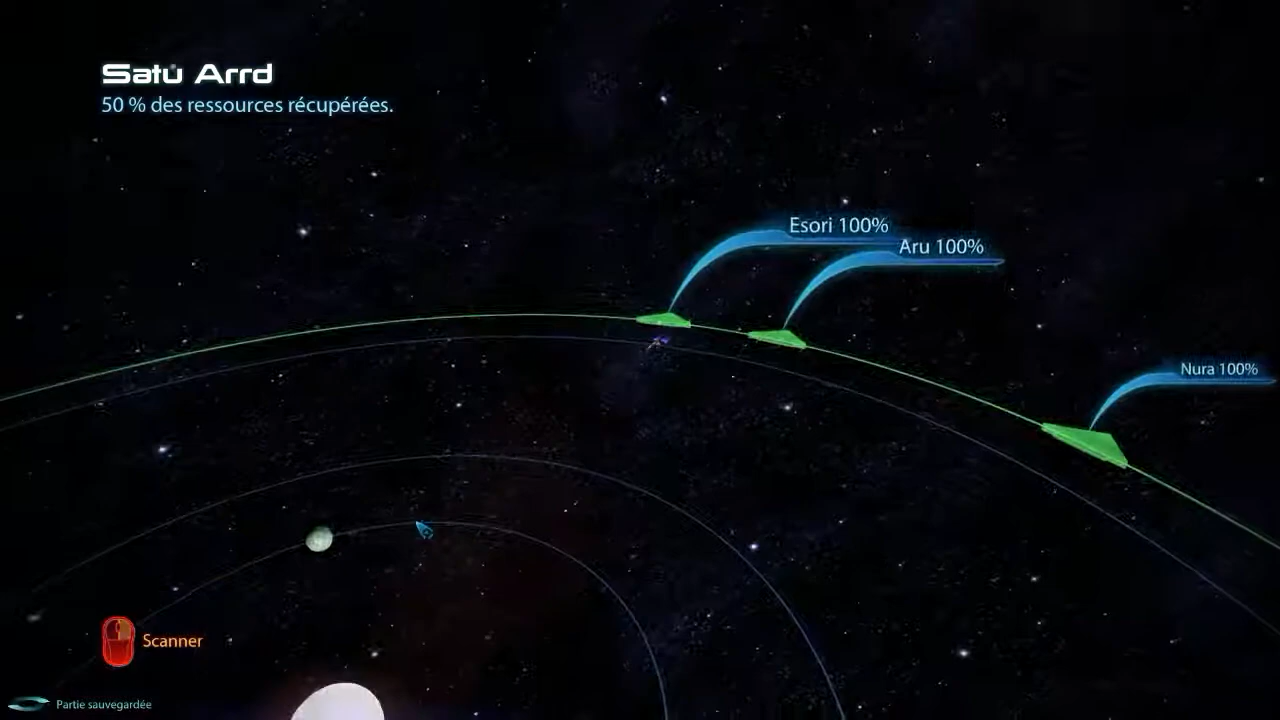 Satu Arrd
50 % des ressources récupérées.
Esori 100%
Aru 100%
Nura 100%
Scanner
Partie sauvegardée